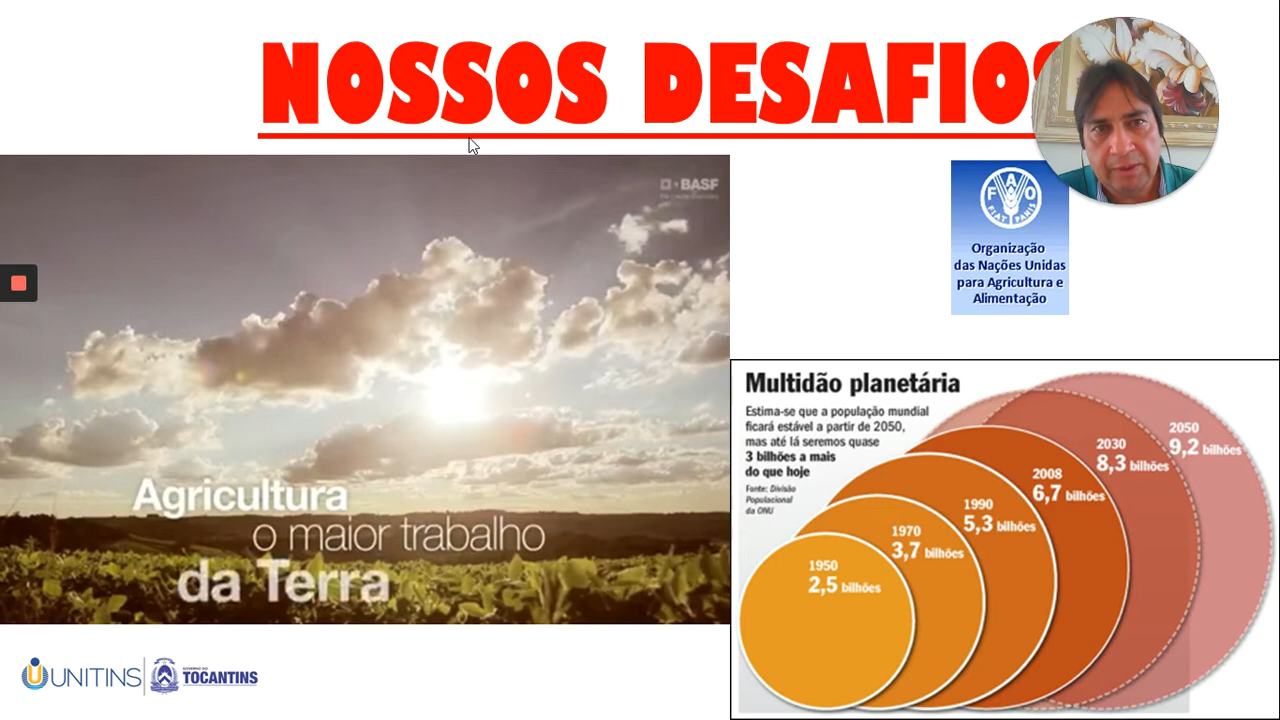 NOSSOS DESAFIOS
BASF
FAO
FIAT PANIS
Organização
das Nações Unidas
para Agricultura e
Alimentação
Agricultura
o maior trabalho
da Terra
Multidão planetária
Estima-se que a população mundial
ficará estável a partir de 2050,
mas até lá seremos quase
3 bilhões a mais
do que hoje
Fonte: Divisão
Populacional
da ONU
1950
2,5 bilhões
1970
3,7 bilhões
1990
5,3 bilhões
2008
6,7 bilhões
2030
8,3 bilhões
2050
9,2 bilhões
UNITINS
GOVERNO DO
TOCANTINS